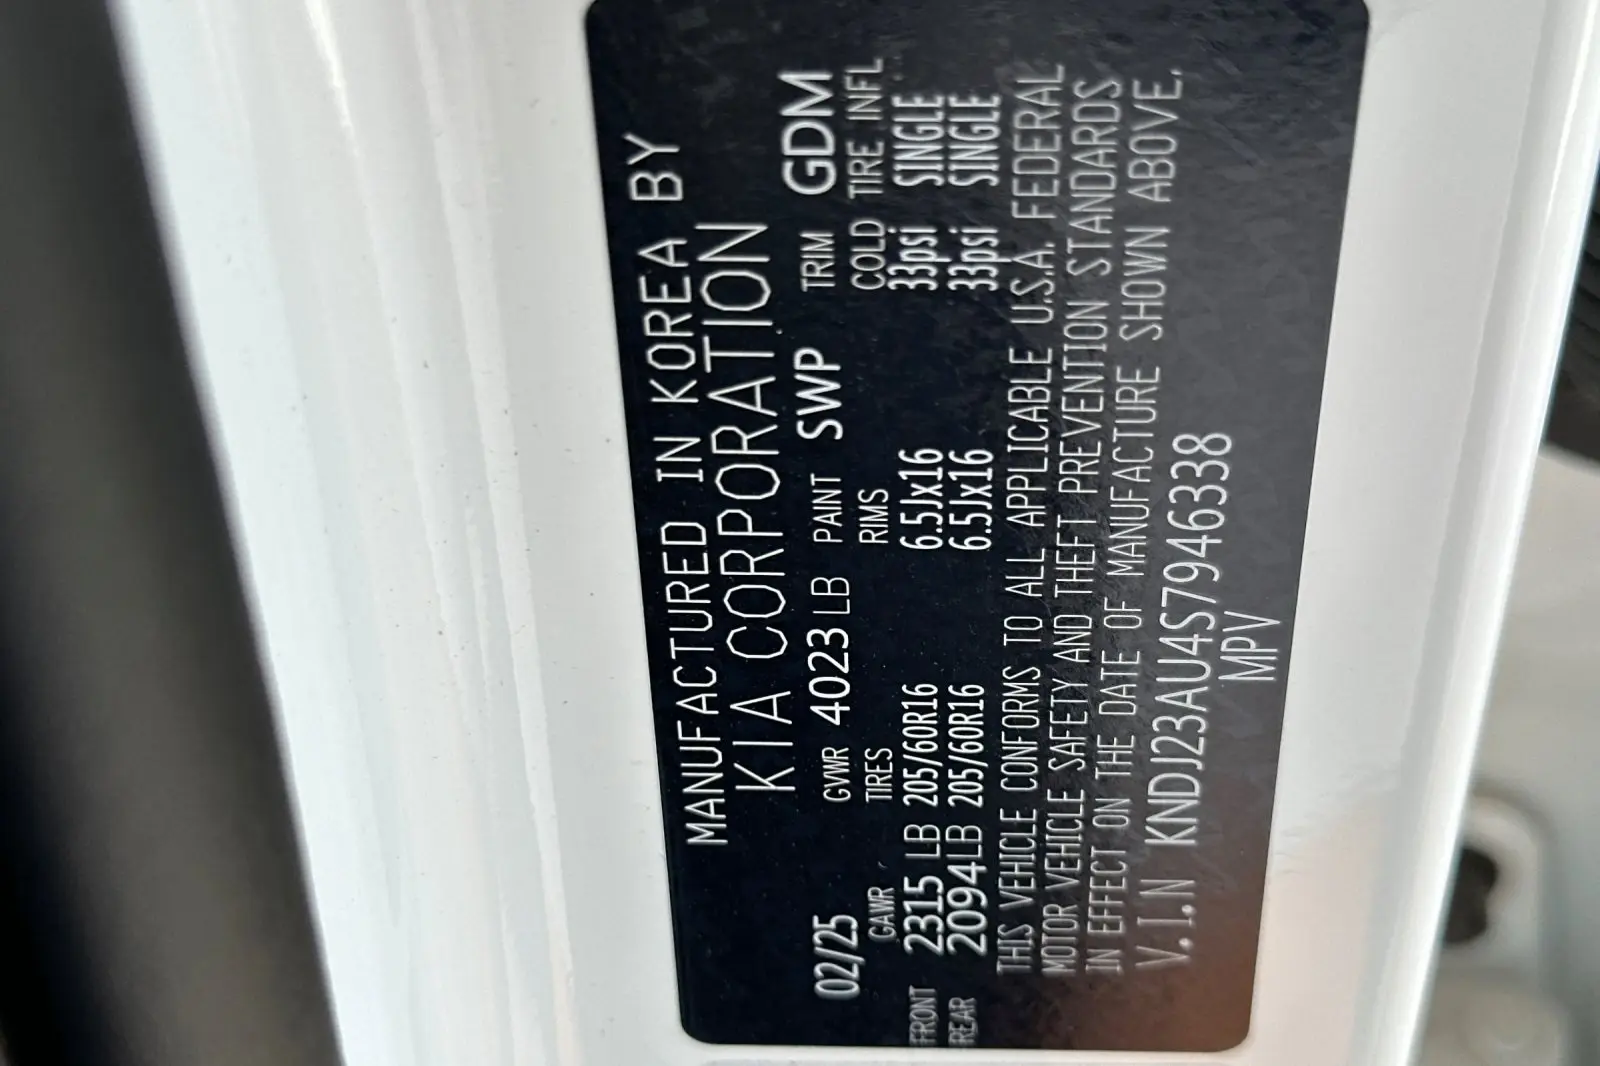 MANUFACTURED IN KOREA BY
KIA CORPORATION
02/25 GVWR 4023 LB PAINT SWP TRIM GDM
GAWR TIRES RIMS COLD TIRE INFL.
FRONT 2315 LB 205/60R16 6.5Jx16 33psi SINGLE
REAR 2094 LB 205/60R16 6.5Jx16 33psi SINGLE
THIS VEHICLE CONFORMS TO ALL APPLICABLE U.S.A. FEDERAL
MOTOR VEHICLE SAFETY AND THEFT PREVENTION STANDARDS
IN EFFECT ON THE DATE OF MANUFACTURE SHOWN ABOVE.
V.I.N KNDJ23AU4S7946338
MPV